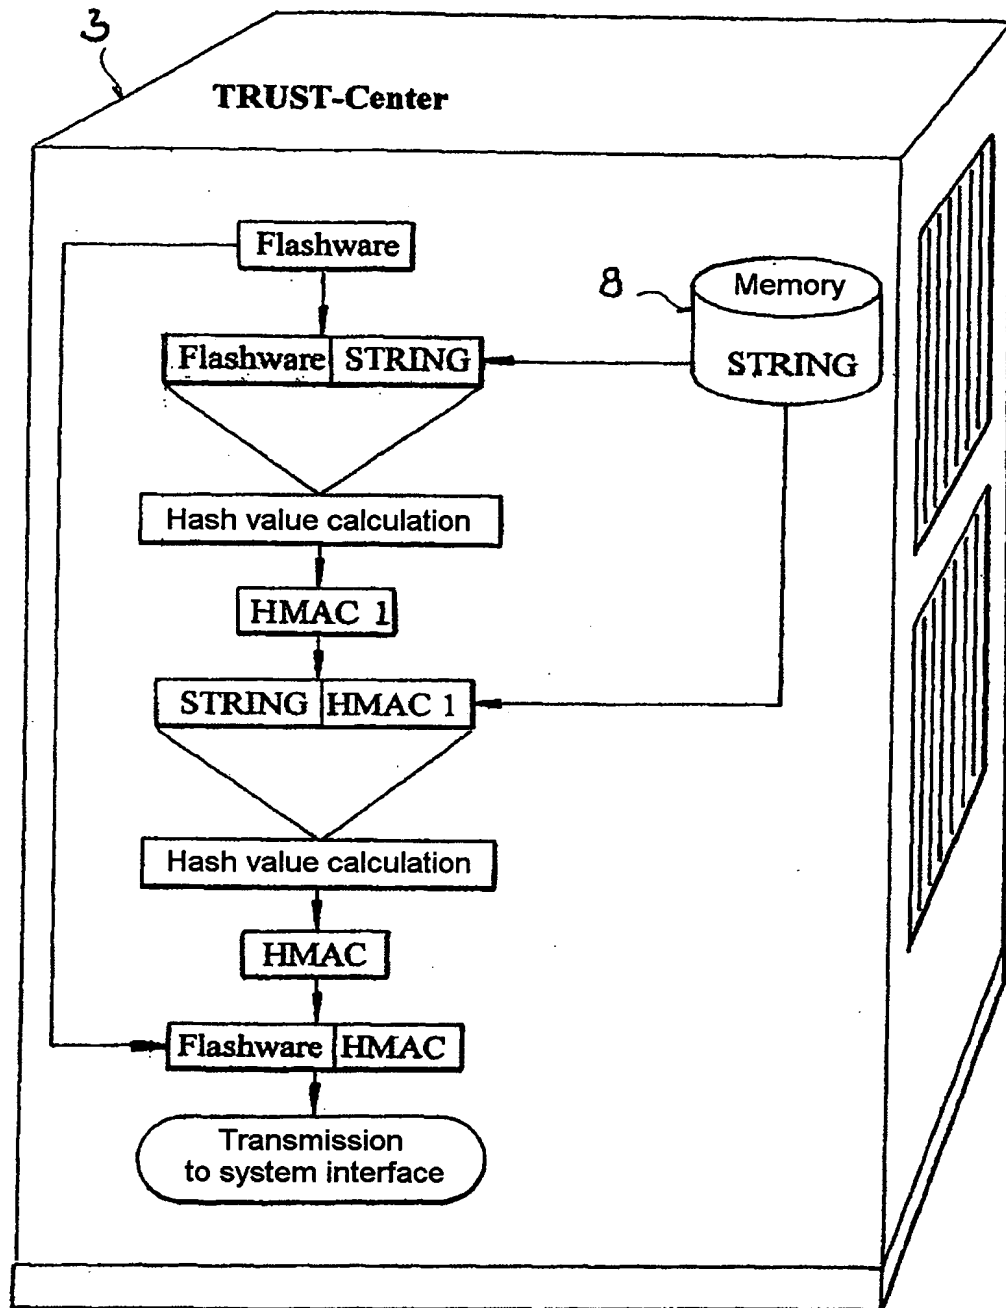 3
TRUST-Center
Flashware
8
Memory
Flashware STRING
STRING
Hash value calculation
HMAC 1
STRING HMAC 1
Hash value calculation
HMAC
Flashware HMAC
Transmission
to system interface